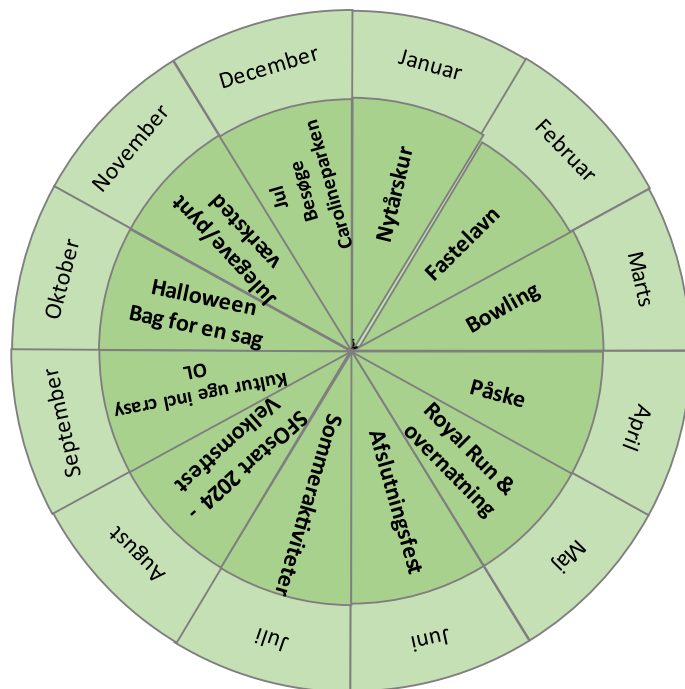 Januar
Nytårskur
Februar
Fastelavn
Marts
Bowling
April
Påske
Maj
Royal Run &
overnatning
Juni
Afslutningsfest
Juli
Sommeraktiviteter
August
SFOstart 2024 -
Velkomstfest
September
Kultur uge incl crasy
OL
Oktober
Halloween
Bag for en sag
November
Julegave/pynt
værksted
December
Jul
Besøge
Carolineparken